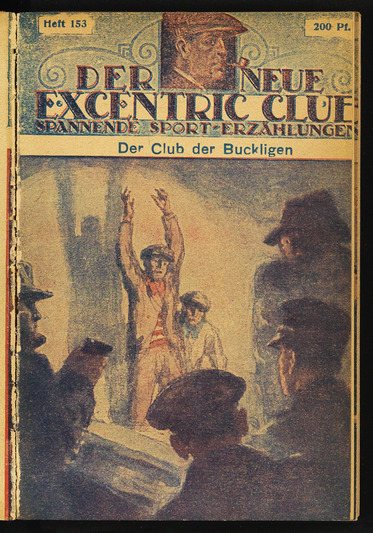 Heft 153
200 Pf.
DER NEUE
EXCENTRIC CLUB
SPANNENDE SPORT-ERZÄHLUNGEN
Der Club der Buckligen